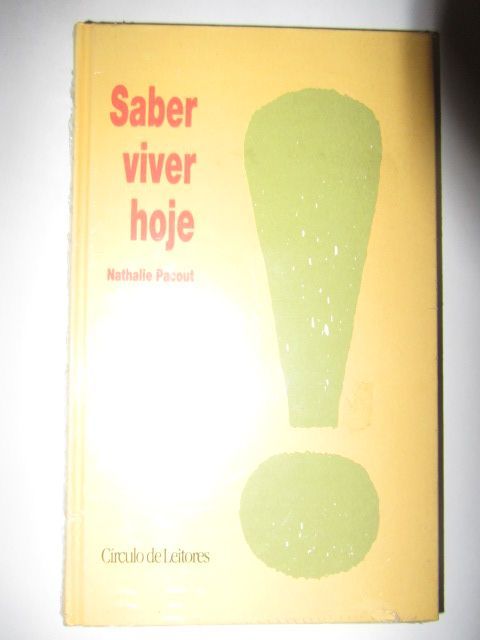 Saber
viver
hoje
Nathalie Pacout
Círculo de Leitores